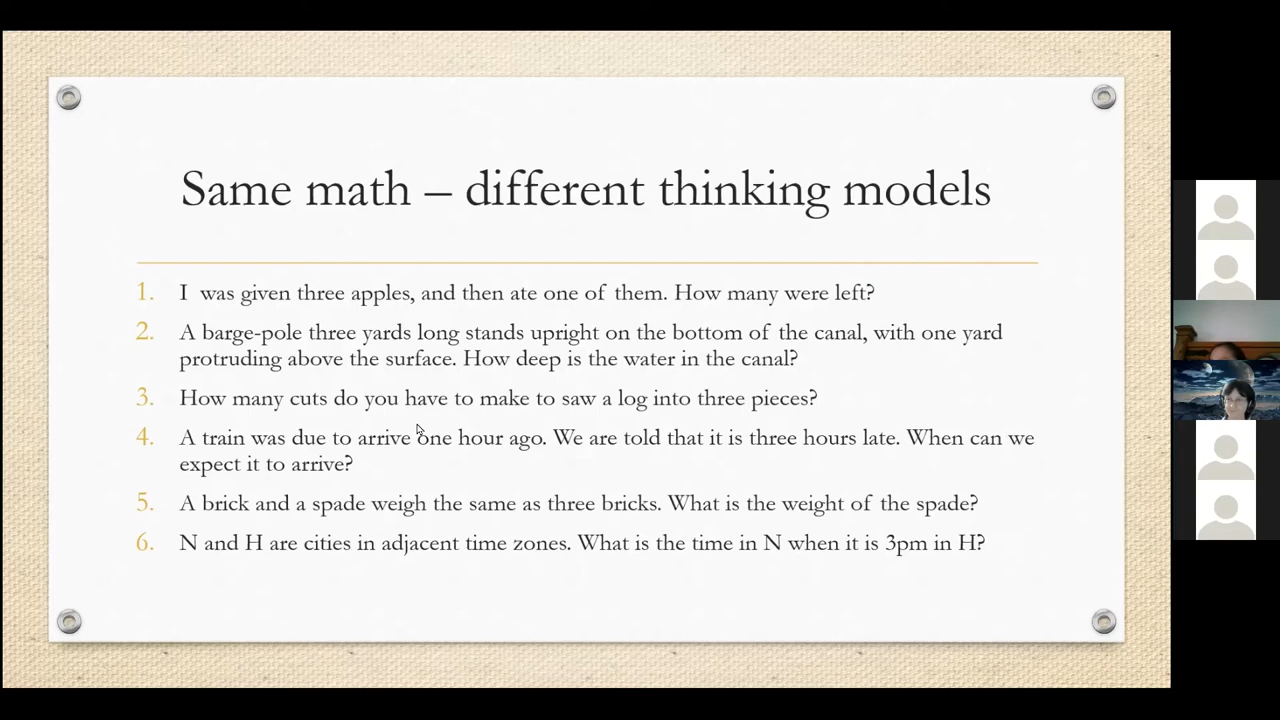 Same math – different thinking models
1. I was given three apples, and then ate one of them. How many were left?
2. A barge-pole three yards long stands upright on the bottom of the canal, with one yard
protruding above the surface. How deep is the water in the canal?
3. How many cuts do you have to make to saw a log into three pieces?
4. A train was due to arrive one hour ago. We are told that it is three hours late. When can we
expect it to arrive?
5. A brick and a spade weigh the same as three bricks. What is the weight of the spade?
6. N and H are cities in adjacent time zones. What is the time in N when it is 3pm in H?